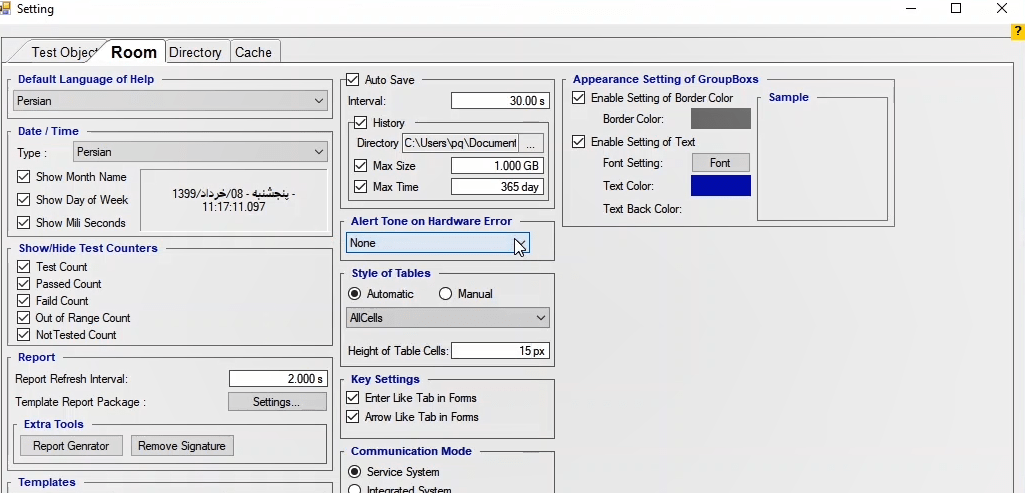 Setting
?
Test Object
Room
Directory
Cache
Default Language of Help
Persian
Date / Time
Type :
Persian
Show Month Name
Show Day of Week
Show Mili Seconds
پنجشنبه - 08/خرداد/1399 -
11:17:11.097
Show/Hide Test Counters
Test Count
Passed Count
Faild Count
Out of Range Count
NotTested Count
Report
Report Refresh Interval:
2.000 s
Template Report Package :
Settings...
Extra Tools
Report Genrator
Remove Signature
Templates
Auto Save
Interval:
30.00 s
History
Directory
C:\Users\pq\Document
...
Max Size
1.000 GB
Max Time
365 day
Alert Tone on Hardware Error
None
Style of Tables
Automatic
Manual
AllCells
Height of Table Cells:
15 px
Key Settings
Enter Like Tab in Forms
Arrow Like Tab in Forms
Communication Mode
Service System
Integrated System
Appearance Setting of GroupBoxs
Enable Setting of Border Color
Border Color:
Enable Setting of Text
Font Setting:
Font
Text Color:
Text Back Color:
Sample